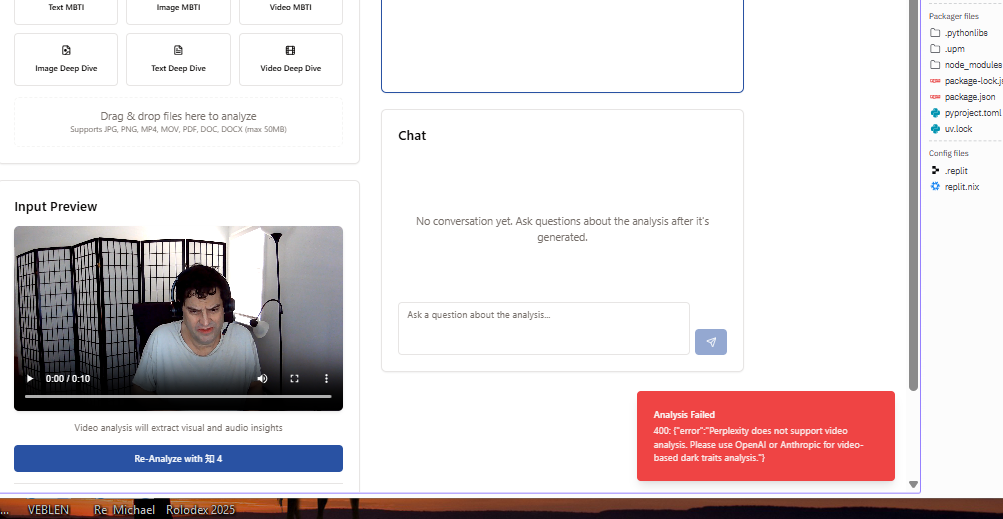 Text MBTI
Image MBTI
Video MBTI
Image Deep Dive
Text Deep Dive
Video Deep Dive
Drag & drop files here to analyze
Supports JPG, PNG, MP4, MOV, PDF, DOC, DOCX (max 50MB)
Input Preview
0:00 / 0:10
Video analysis will extract visual and audio insights
Re-Analyze with 知 4
Chat
No conversation yet. Ask questions about the analysis after it's
generated.
Ask a question about the analysis...
Analysis Failed
400: {"error":"Perplexity does not support video
analysis. Please use OpenAI or Anthropic for video-
based dark traits analysis."}
Packager files
.pythonlibs
.upm
node_modules
package-lock.js
package.json
pyproject.toml
uv.lock
Config files
.replit
replit.nix
... VEBLEN Re_Michael Rolodex 2025